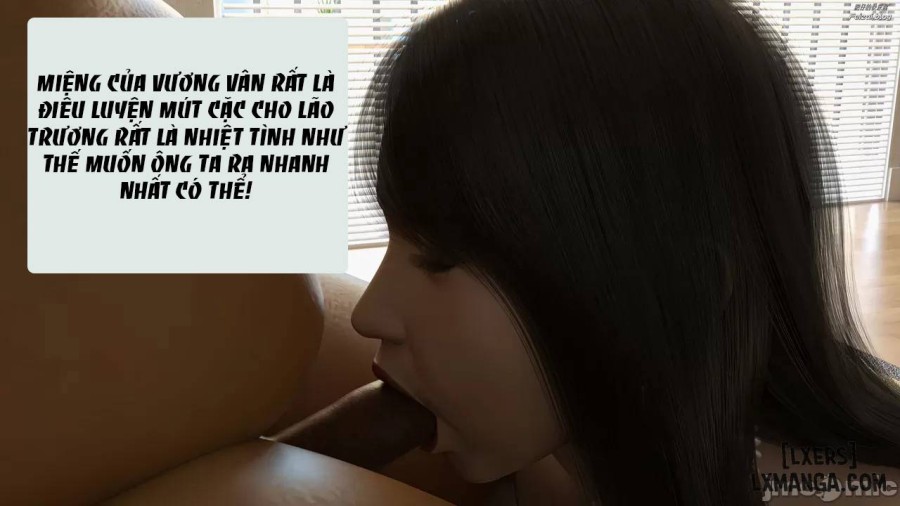 MIỆNG CỦA VƯƠNG VÂN RẤT LÀ
ĐIÊU LUYỆN MÚT CẶC CHO LÃO
TRƯƠNG RẤT LÀ NHIỆT TÌNH NHƯ
THẾ MUỐN ÔNG TA RA NHANH
NHẤT CÓ THỂ!
[LXERS]
LXMANGA.COM